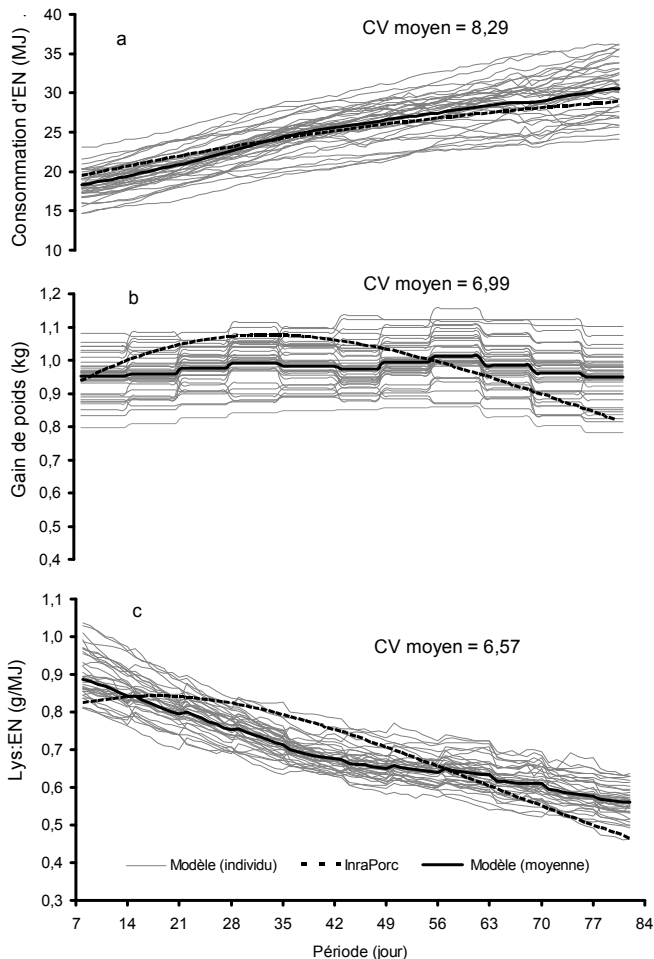 Consommation d'EN (MJ) .
40
35
30
25
20
15
10
a
CV moyen = 8,29
Gain de poids (kg)
1,2
1,1
1,0
0,9
0,8
0,7
0,6
0,5
0,4
b
CV moyen = 6,99
Lys:EN (g/MJ)
1,1
1,0
0,9
0,8
0,7
0,6
0,5
0,4
0,3
c
CV moyen = 6,57
Modèle (individu) InraPorc Modèle (moyenne)
7 14 21 28 35 42 49 56 63 70 77 84
Période (jour)